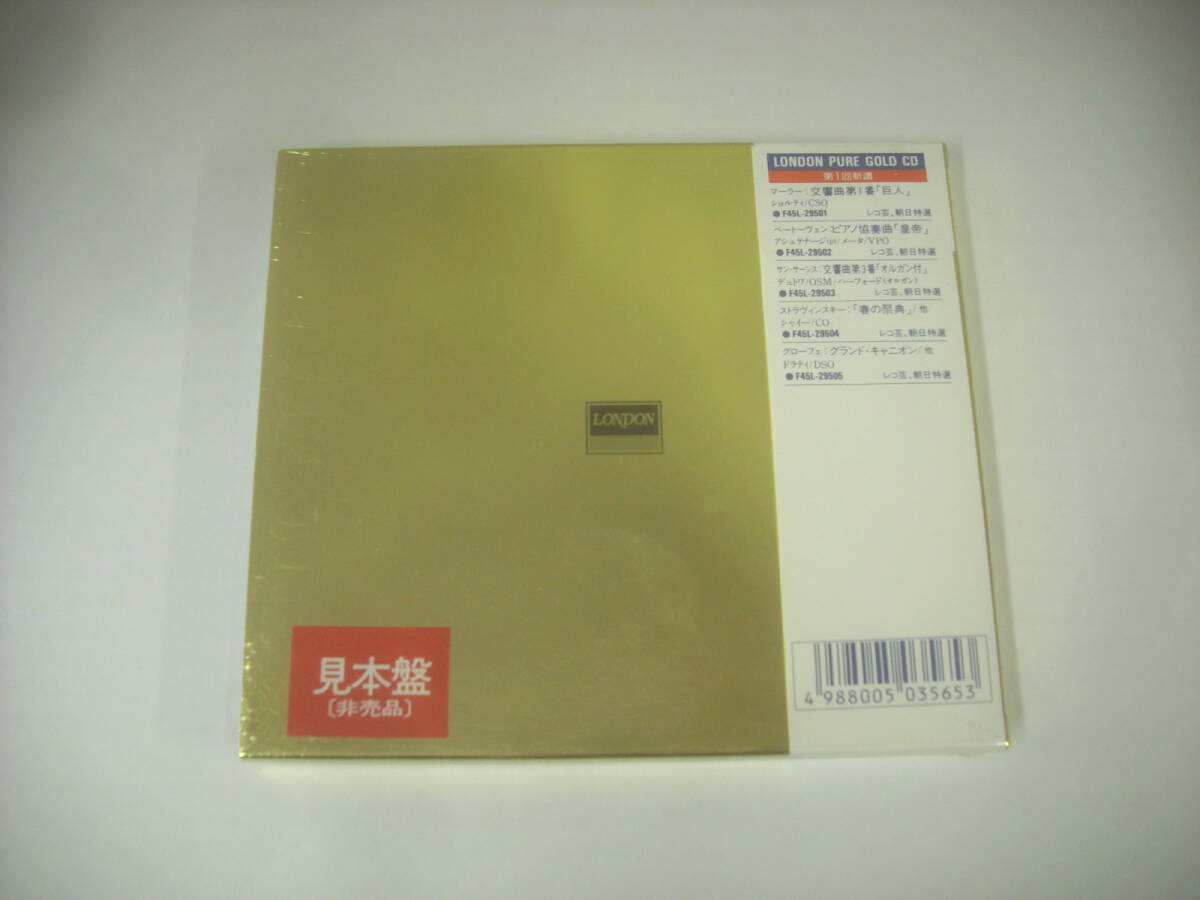 LONDON PURE GOLD CD
第1回新譜
マーラー:交響曲第1番「巨人」
ショルティ/CSO
●F45L-29501 レコ芸、朝日特選
ベートーヴェン ピアノ協奏曲「皇帝」
アシュケナージ(p)/メータ/VPO
●F45L-29502 レコ芸、朝日特選
サン・サーンス:交響曲第3番「オルガン付」
デュトワ/OSM/ハーフォード(オルガン)
●F45L-29503 レコ芸、朝日特選
ストラヴィンスキー:「春の祭典」/他
シャイー/CO
●F45L-29504 レコ芸、朝日特選
グローフェ:グランド・キャニオン/他
ドラティ/DSO
●F45L-29505 レコ芸、朝日特選
LONDON
見本盤
〔非売品〕
4 988005 035653